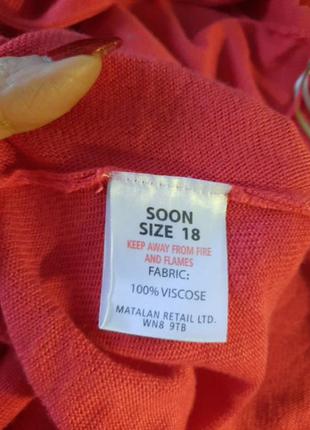 SOON
SIZE 18
KEEP AWAY FROM FIRE
AND FLAMES
FABRIC:
100% VISCOSE
MATALAN RETAIL LTD.
WN8 9TB